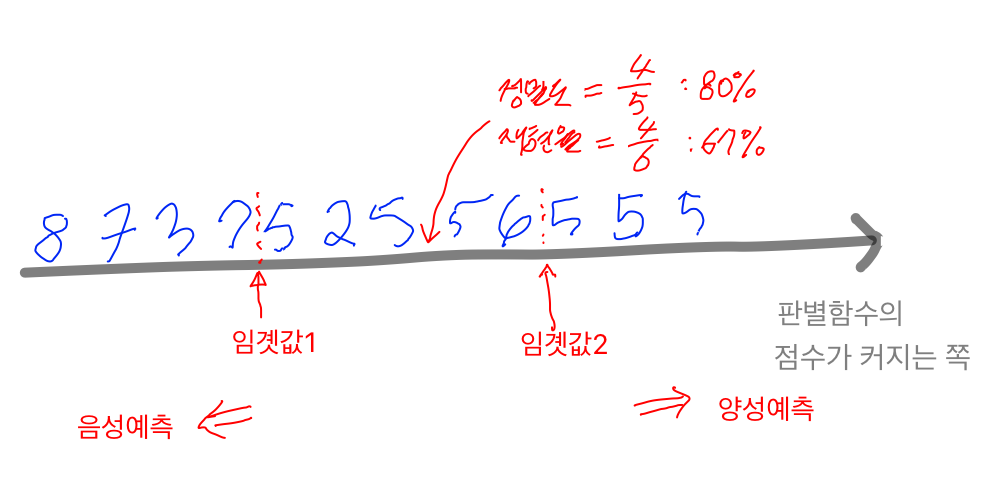 정밀도 = 4/5 : 80%
재현율 = 4/6 : 67%
8 7 3 7 5 2 5 5 6 5 5 5
임곗값1
임곗값2
판별함수의
점수가 커지는 쪽
음성예측
양성예측